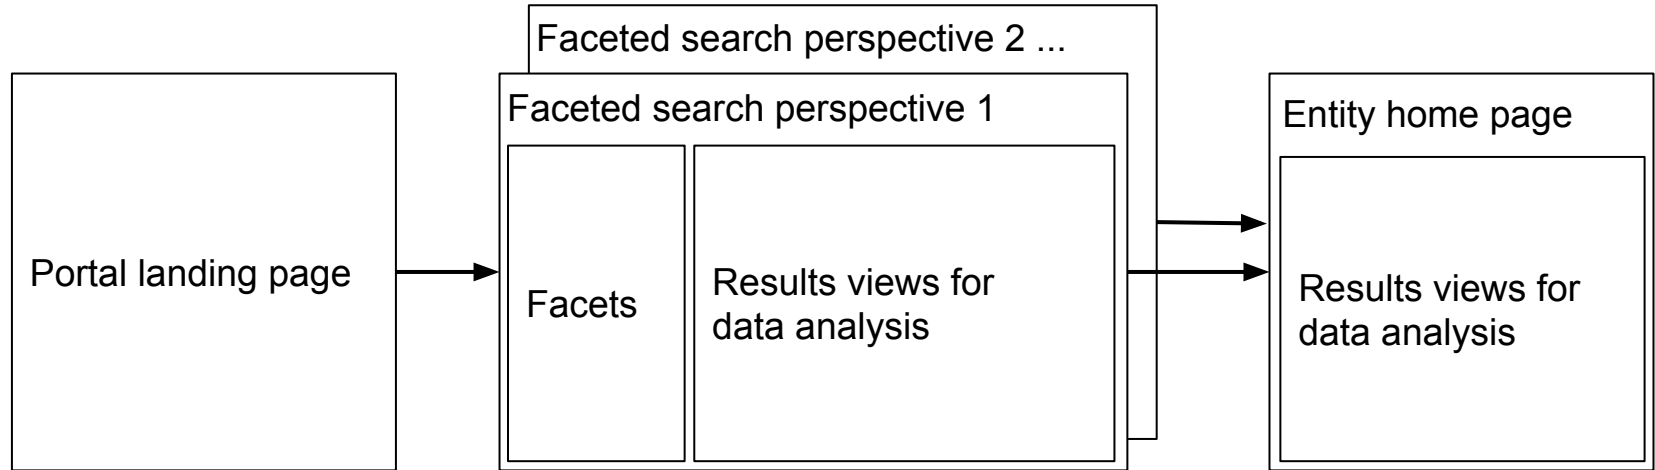 Portal landing page
Faceted search perspective 2 ...
Faceted search perspective 1
Facets
Results views for
data analysis
Entity home page
Results views for
data analysis